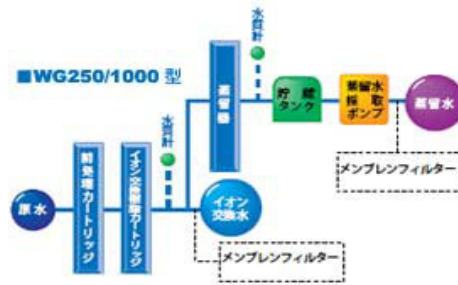 ■WG250/1000 型
水質計
蒸留器
貯蔵
タンク
蒸留水
採取
ポンプ
蒸留水
メンブレンフィルター
水質計
原水
前処理カートリッジ
イオン交換樹脂カートリッジ
イオン
交換水
メンブレンフィルター